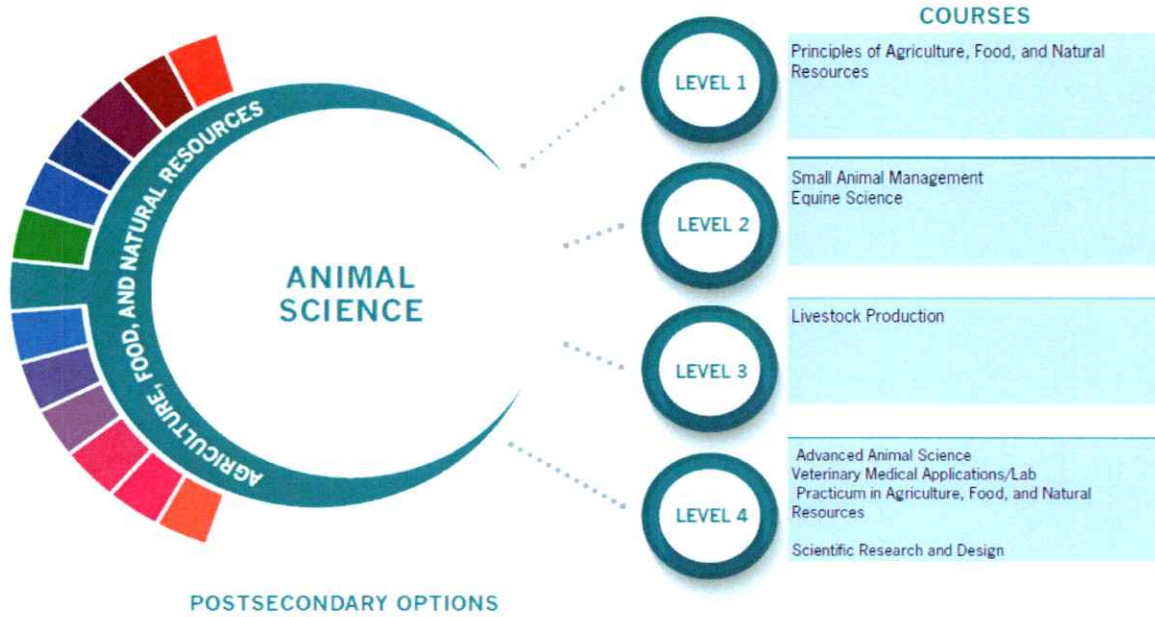 COURSES
AGRICULTURE, FOOD, AND NATURAL RESOURCES
ANIMAL
SCIENCE
LEVEL 1
Principles of Agriculture, Food, and Natural
Resources
LEVEL 2
Small Animal Management
Equine Science
LEVEL 3
Livestock Production
LEVEL 4
Advanced Animal Science
Veterinary Medical Applications/Lab
Practicum in Agriculture, Food, and Natural
Resources
Scientific Research and Design
POSTSECONDARY OPTIONS